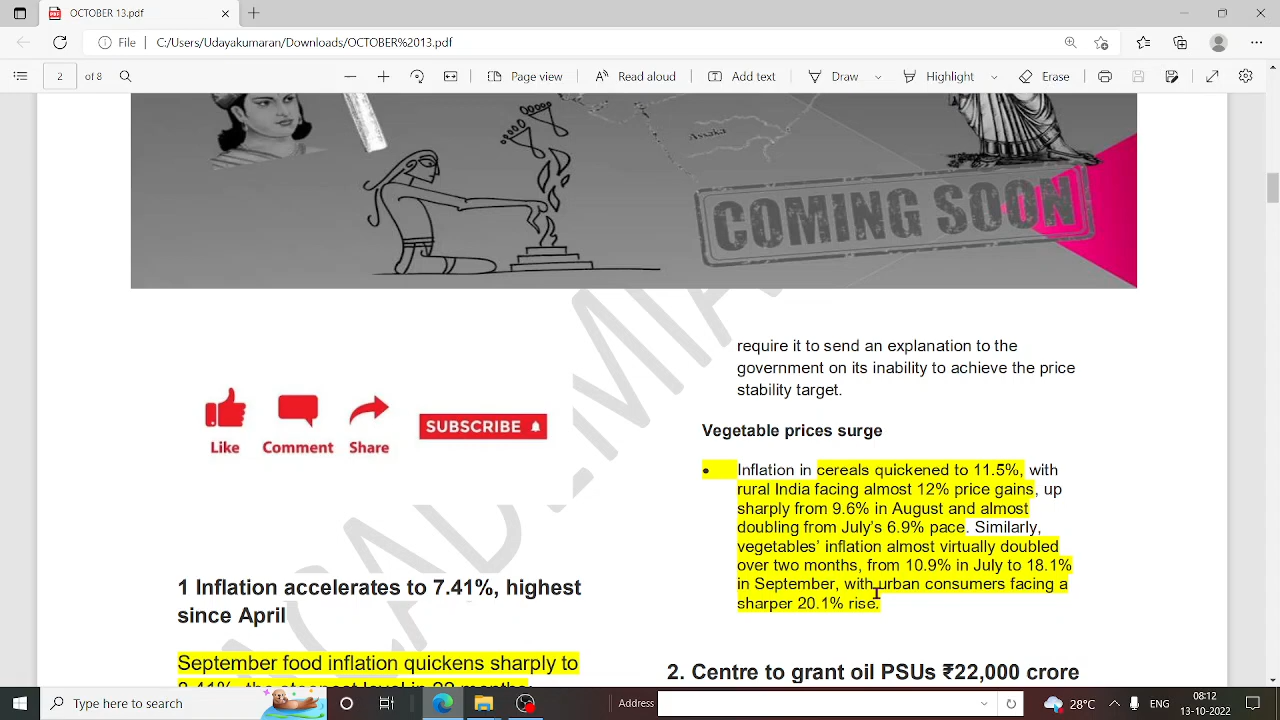 OCTOBER 13.pdf
File
C:/Users/Udayakumaran/Downloads/OCTOBER%2013.pdf
2
of 8
Page view
Read aloud
Add text
Draw
Highlight
Erase
Assaka
COMING SOON
Like
Comment
Share
SUBSCRIBE
ACADEMIA
1 Inflation accelerates to 7.41%, highest
since April
September food inflation quickens sharply to
require it to send an explanation to the
government on its inability to achieve the price
stability target.
Vegetable prices surge
• Inflation in cereals quickened to 11.5%, with
rural India facing almost 12% price gains, up
sharply from 9.6% in August and almost
doubling from July's 6.9% pace. Similarly,
vegetables' inflation almost virtually doubled
over two months, from 10.9% in July to 18.1%
in September, with urban consumers facing a
sharper 20.1% rise.
2. Centre to grant oil PSUs ₹22,000 crore
Type here to search
Address
28°C
ENG
08:12
13-10-2022